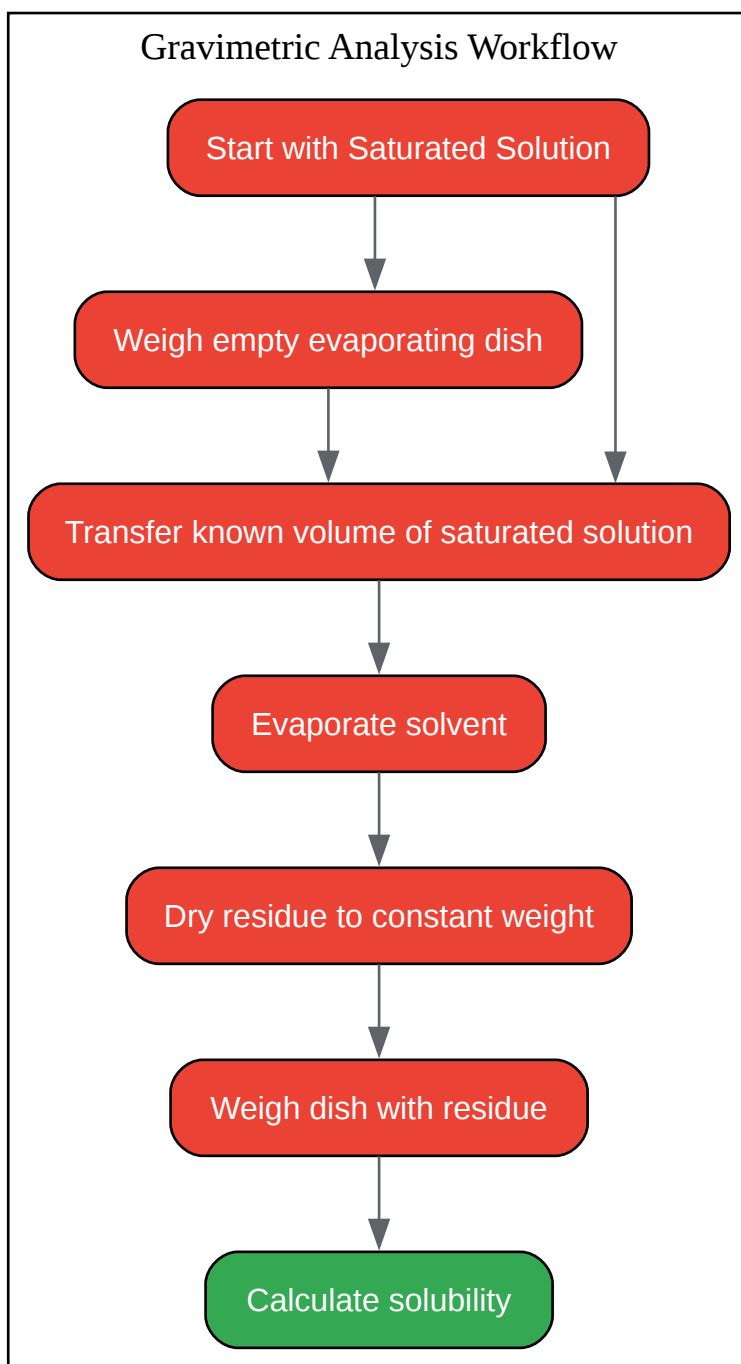 Gravimetric Analysis Workflow
Start with Saturated Solution
Weigh empty evaporating dish
Transfer known volume of saturated solution
Evaporate solvent
Dry residue to constant weight
Weigh dish with residue
Calculate solubility